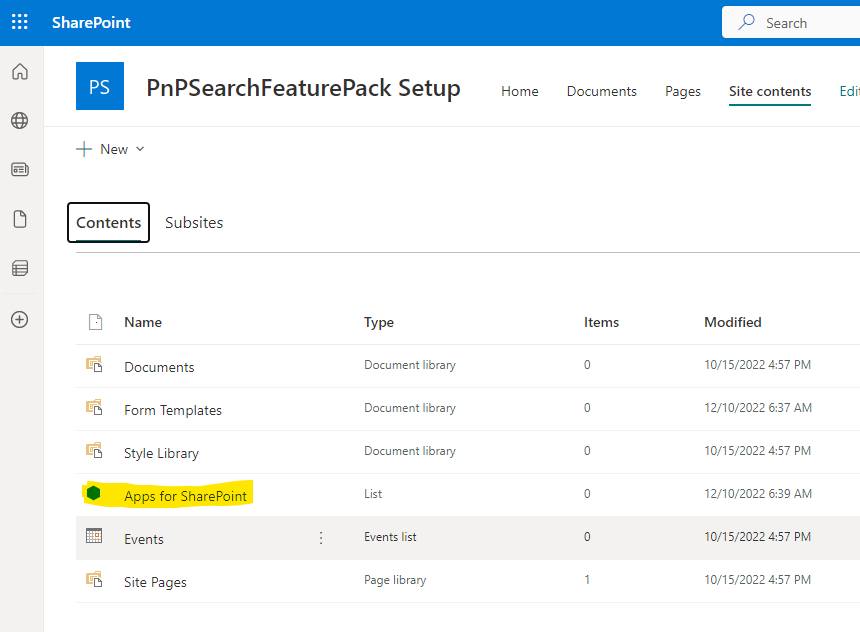 SharePoint
Search
PS
PnPSearchFeaturePack Setup
Home Documents Pages Site contents Edit
New
Contents Subsites
Name Type Items Modified
Documents Document library 0 10/15/2022 4:57 PM
Form Templates Document library 0 12/10/2022 6:37 AM
Style Library Document library 0 10/15/2022 4:57 PM
Apps for SharePoint List 0 12/10/2022 6:39 AM
Events Events list 0 10/15/2022 4:57 PM
Site Pages Page library 1 10/15/2022 4:57 PM